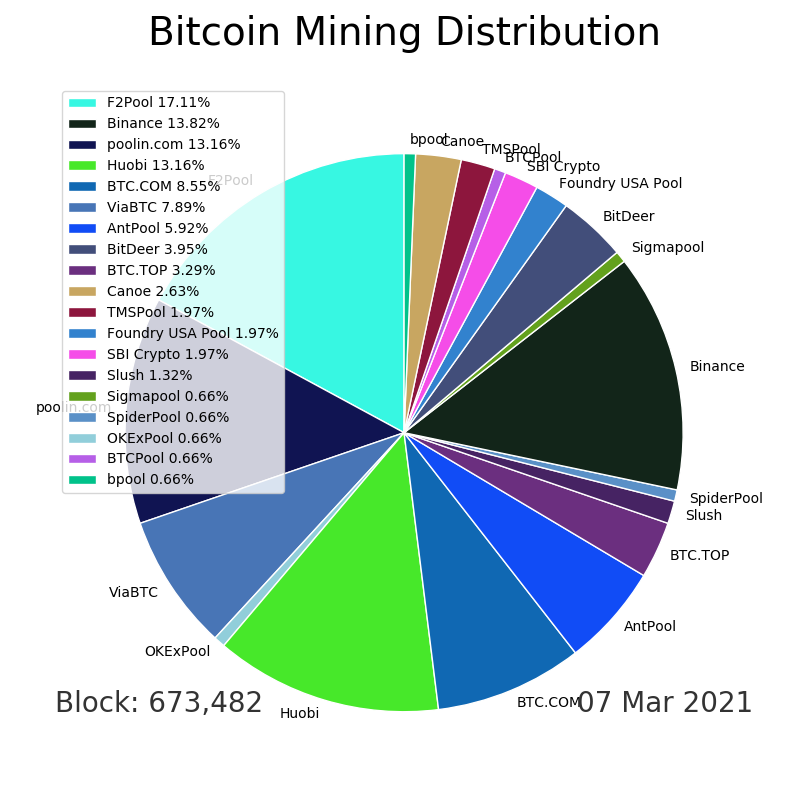 Bitcoin Mining Distribution
F2Pool 17.11%
Binance 13.82%
poolin.com 13.16%
Huobi 13.16%
BTC.COM 8.55%
ViaBTC 7.89%
AntPool 5.92%
BitDeer 3.95%
BTC.TOP 3.29%
Canoe 2.63%
TMSPool 1.97%
Foundry USA Pool 1.97%
SBI Crypto 1.97%
Slush 1.32%
Sigmapool 0.66%
SpiderPool 0.66%
OKExPool 0.66%
BTCPool 0.66%
bpool 0.66%
bpool
Canoe
TMSPool
BTCPool
SBI Crypto
Foundry USA Pool
BitDeer
Sigmapool
Binance
SpiderPool
Slush
BTC.TOP
AntPool
BTC.COM
Huobi
OKExPool
ViaBTC
poolin.com
F2Pool
Block: 673,482
07 Mar 2021